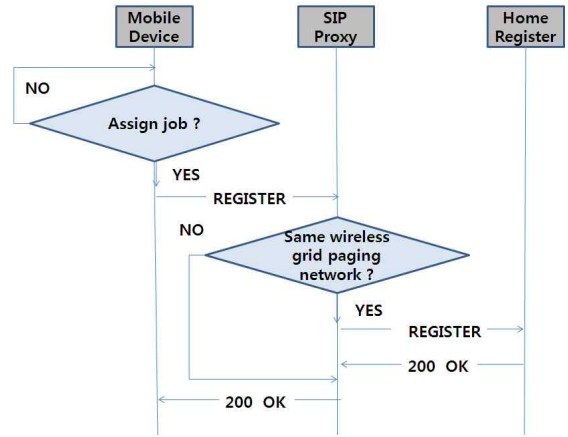 Mobile
Device
SIP
Proxy
Home
Register
NO
Assign job ?
YES
REGISTER
NO
Same wireless
grid paging
network ?
YES
REGISTER
200 OK
200 OK